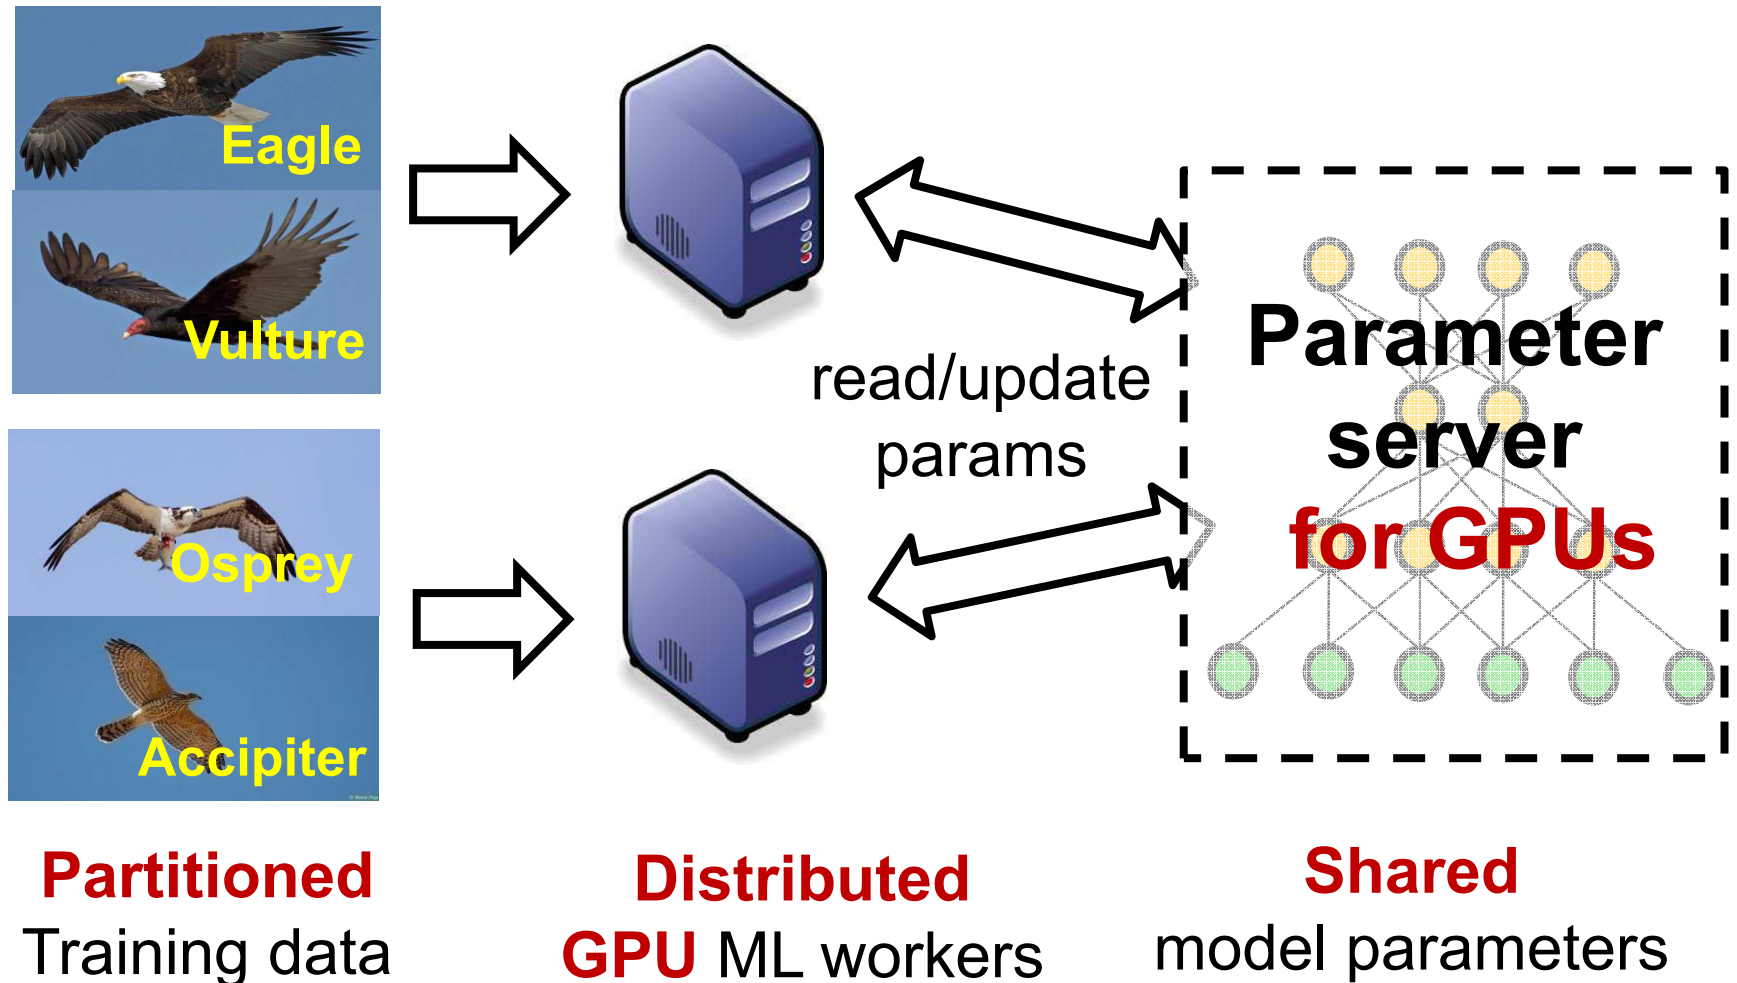 Eagle
Vulture
Osprey
Accipiter
read/update
params
Parameter
server
for GPUs
Partitioned
Training data
Distributed
GPU ML workers
Shared
model parameters